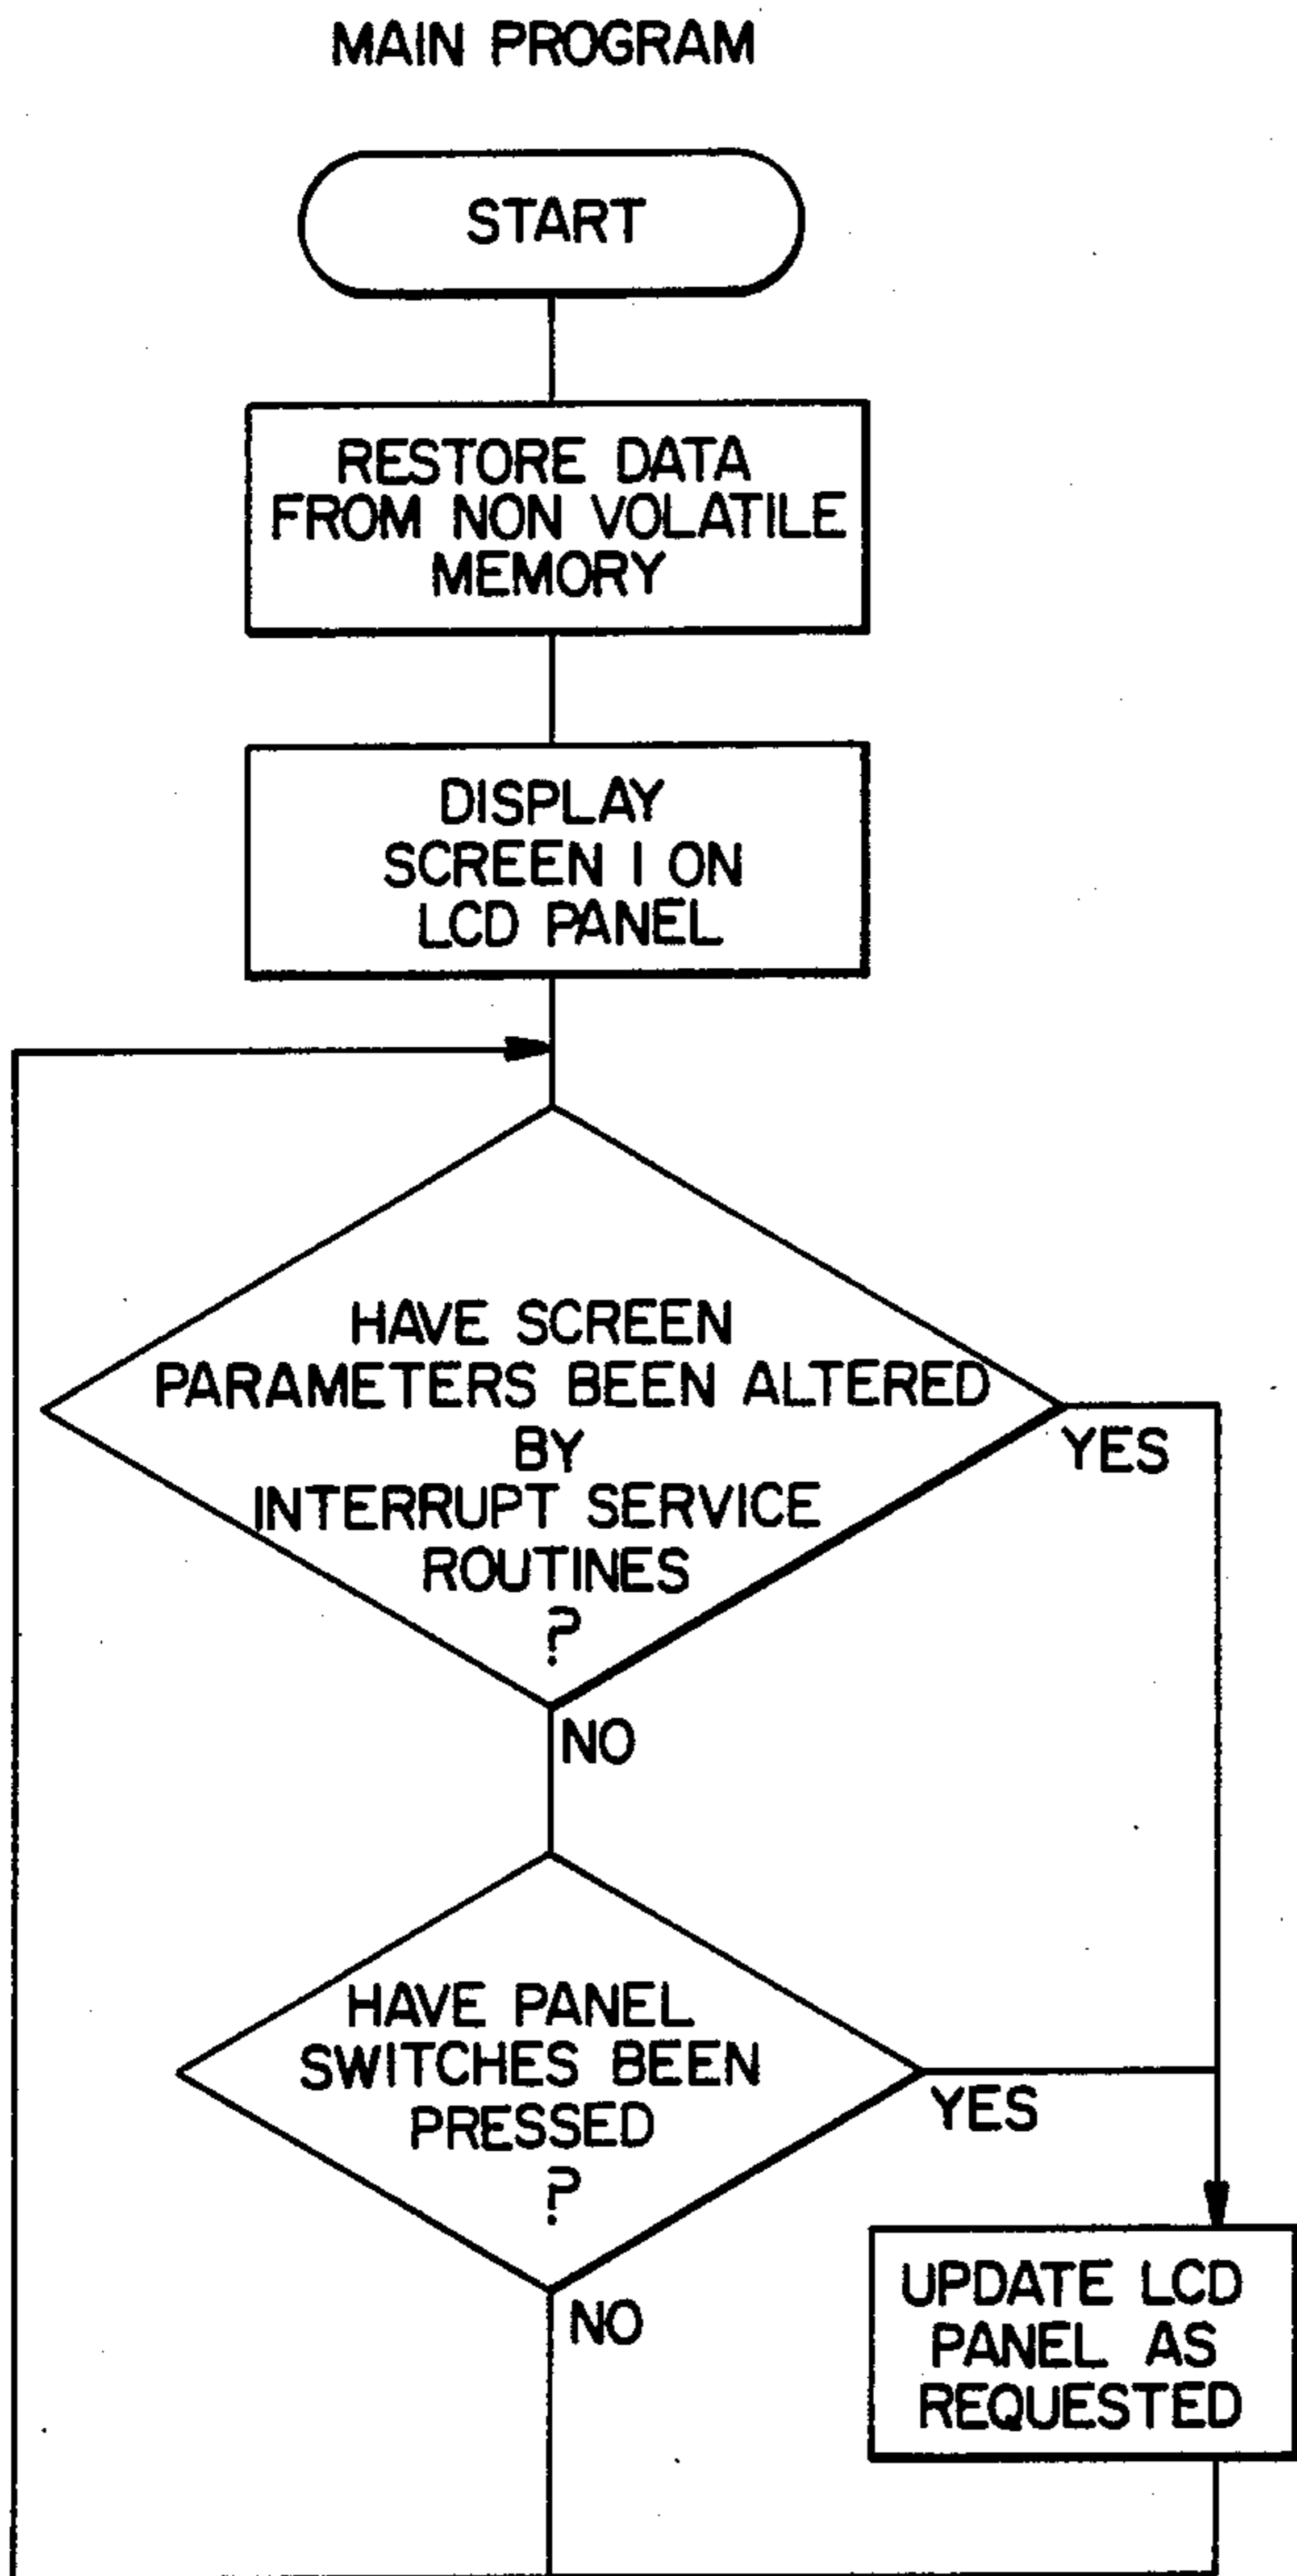 MAIN PROGRAM
START
RESTORE DATA
FROM NON VOLATILE
MEMORY
DISPLAY
SCREEN 1 ON
LCD PANEL
HAVE SCREEN
PARAMETERS BEEN ALTERED
BY
INTERRUPT SERVICE
ROUTINES
?
YES
NO
HAVE PANEL
SWITCHES BEEN
PRESSED
?
YES
NO
UPDATE LCD
PANEL AS
REQUESTED